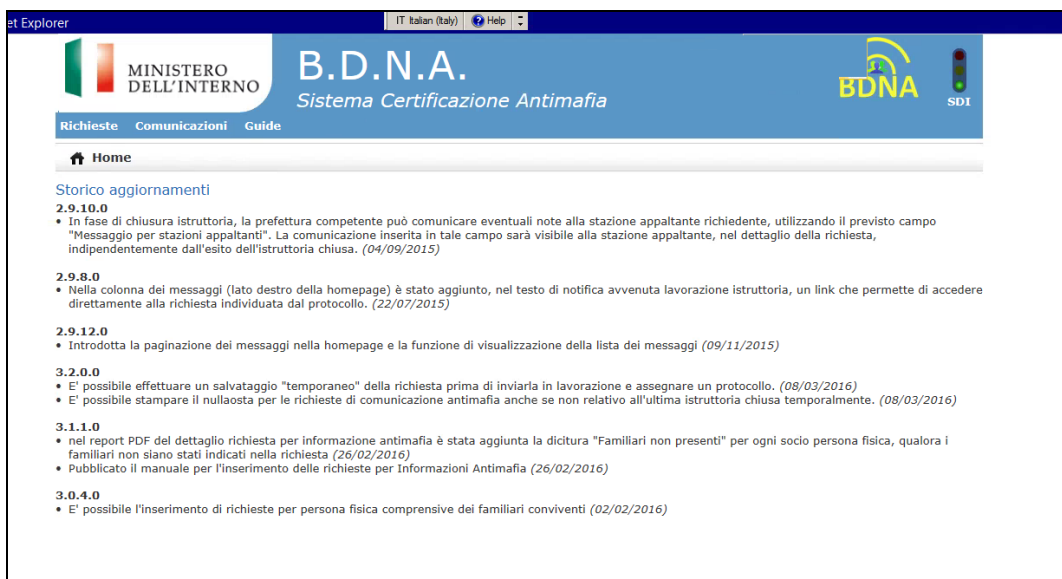 et Explorer
IT Italian (Italy) Help
MINISTERO
DELL'INTERNO
B.D.N.A.
Sistema Certificazione Antimafia
BDNA
SDI
Richieste Comunicazioni Guide
Home
Storico aggiornamenti
2.9.10.0
• In fase di chiusura istruttoria, la prefettura competente può comunicare eventuali note alla stazione appaltante richiedente, utilizzando il previsto campo
"Messaggio per stazioni appaltanti". La comunicazione inserita in tale campo sarà visibile alla stazione appaltante, nel dettaglio della richiesta,
indipendentemente dall'esito dell'istruttoria chiusa. (04/09/2015)
2.9.8.0
• Nella colonna dei messaggi (lato destro della homepage) è stato aggiunto, nel testo di notifica avvenuta lavorazione istruttoria, un link che permette di accedere
direttamente alla richiesta individuata dal protocollo. (22/07/2015)
2.9.12.0
• Introdotta la paginazione dei messaggi nella homepage e la funzione di visualizzazione della lista dei messaggi (09/11/2015)
3.2.0.0
• E' possibile effettuare un salvataggio "temporaneo" della richiesta prima di inviarla in lavorazione e assegnare un protocollo. (08/03/2016)
• E' possibile stampare il nullaosta per le richieste di comunicazione antimafia anche se non relativo all'ultima istruttoria chiusa temporalmente. (08/03/2016)
3.1.1.0
• nel report PDF del dettaglio richiesta per informazione antimafia è stata aggiunta la dicitura "Familiari non presenti" per ogni socio persona fisica, qualora i
familiari non siano stati indicati nella richiesta (26/02/2016)
• Pubblicato il manuale per l'inserimento delle richieste per Informazioni Antimafia (26/02/2016)
3.0.4.0
• E' possibile l'inserimento di richieste per persona fisica comprensive dei familiari conviventi (02/02/2016)